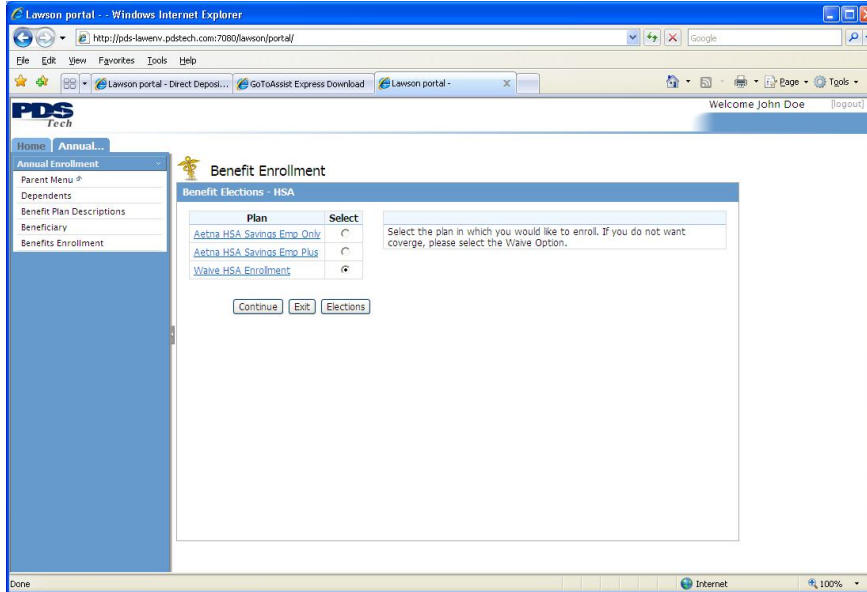 Lawson portal - - Windows Internet Explorer
http://pds-lawenv.pdstech.com:7080/lawson/portal/
Google
File Edit View Favorites Tools Help
Lawson portal - Direct Deposi... GoToAssist Express Download Lawson portal - X Page Tools
PDS
Tech
Welcome John Doe [logout]
Home Annual...
Annual Enrollment
Parent Menu
Dependents
Benefit Plan Descriptions
Beneficiary
Benefits Enrollment
Benefit Enrollment
Benefit Elections - HSA
Plan Select
Aetna HSA Savings Emp Only
Aetna HSA Savings Emp Plus
Waive HSA Enrollment
Select the plan in which you would like to enroll. If you do not want
coverge, please select the Waive Option.
Continue Exit Elections
Done Internet 100%